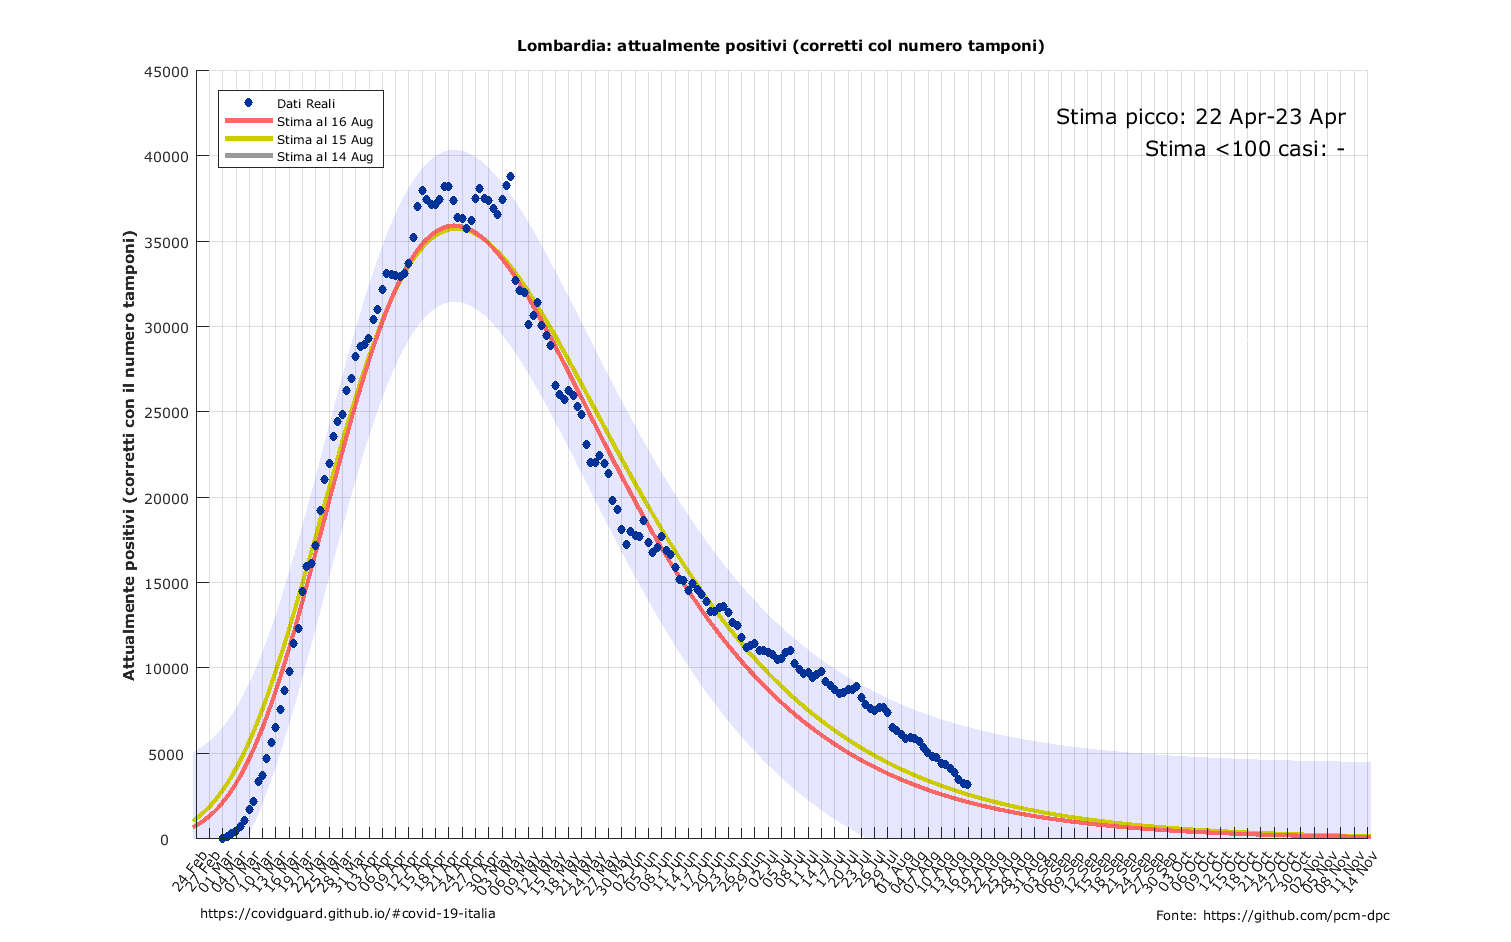 Lombardia: attualmente positivi (corretti col numero tamponi)
Attualmente positivi (corretti con il numero tamponi)
45000
40000
35000
30000
25000
20000
15000
10000
5000
0
Dati Reali
Stima al 16 Aug
Stima al 15 Aug
Stima al 14 Aug
Stima picco: 22 Apr-23 Apr
Stima <100 casi: -
24 Feb
27 Feb
01 Mar
04 Mar
07 Mar
10 Mar
13 Mar
16 Mar
19 Mar
22 Mar
25 Mar
28 Mar
31 Mar
03 Apr
06 Apr
09 Apr
12 Apr
15 Apr
18 Apr
21 Apr
24 Apr
27 Apr
30 Apr
03 May
06 May
09 May
12 May
15 May
18 May
21 May
24 May
27 May
30 May
02 Jun
05 Jun
08 Jun
11 Jun
14 Jun
17 Jun
20 Jun
23 Jun
26 Jun
29 Jun
02 Jul
05 Jul
08 Jul
11 Jul
14 Jul
17 Jul
20 Jul
23 Jul
26 Jul
29 Jul
01 Aug
04 Aug
07 Aug
10 Aug
13 Aug
16 Aug
19 Aug
22 Aug
25 Aug
28 Aug
31 Aug
03 Sep
06 Sep
09 Sep
12 Sep
15 Sep
18 Sep
21 Sep
24 Sep
27 Sep
30 Sep
03 Oct
06 Oct
09 Oct
12 Oct
15 Oct
18 Oct
21 Oct
24 Oct
27 Oct
30 Oct
02 Nov
05 Nov
08 Nov
11 Nov
14 Nov
https://covidguard.github.io/#covid-19-italia
Fonte: https://github.com/pcm-dpc